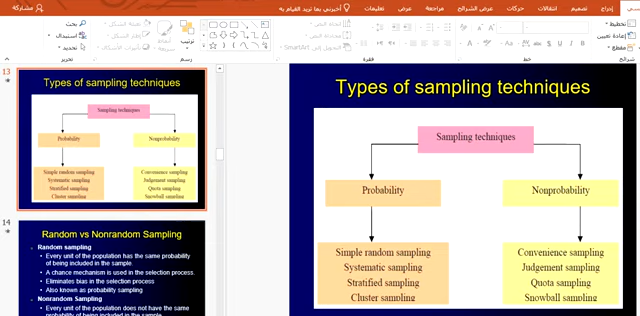 مشاركة
أخبرني بما تريد القيام به
تعليقات
عرض
مراجعة
عرض الشرائح
حركات
انتقالات
تصميم
إدراج
بحث
استبدال
تحديد
تحرير
ترتيب
رسم
فقرة
خط
شرائح
تخطيط
إعادة تعيين
مقطع
13
Types of sampling techniques
Sampling techniques
Probability
Nonprobability
Simple random sampling
Systematic sampling
Stratified sampling
Cluster sampling
Convenience sampling
Judgement sampling
Quota sampling
Snowball sampling
14
Random vs Nonrandom Sampling
Random sampling
• Every unit of the population has the same probability
of being included in the sample.
• A chance mechanism is used in the selection process.
• Eliminates bias in the selection process
• Also known as probability sampling
Nonrandom Sampling
• Every unit of the population does not have the same
probability of being included in the sample.
Types of sampling techniques
Sampling techniques
Probability
Nonprobability
Simple random sampling
Systematic sampling
Stratified sampling
Cluster sampling
Convenience sampling
Judgement sampling
Quota sampling
Snowball sampling